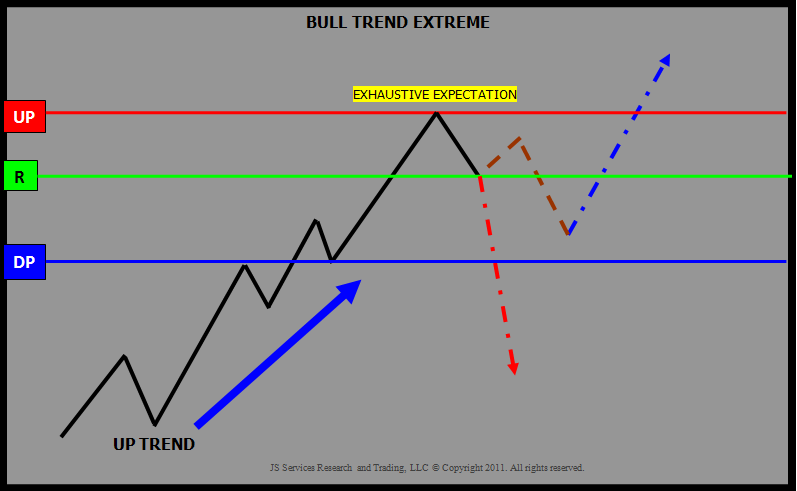 BULL TREND EXTREME
EXHAUSTIVE EXPECTATION
UP
R
DP
UP TREND
JS Services Research and Trading, LLC © Copyright 2011. All rights reserved.